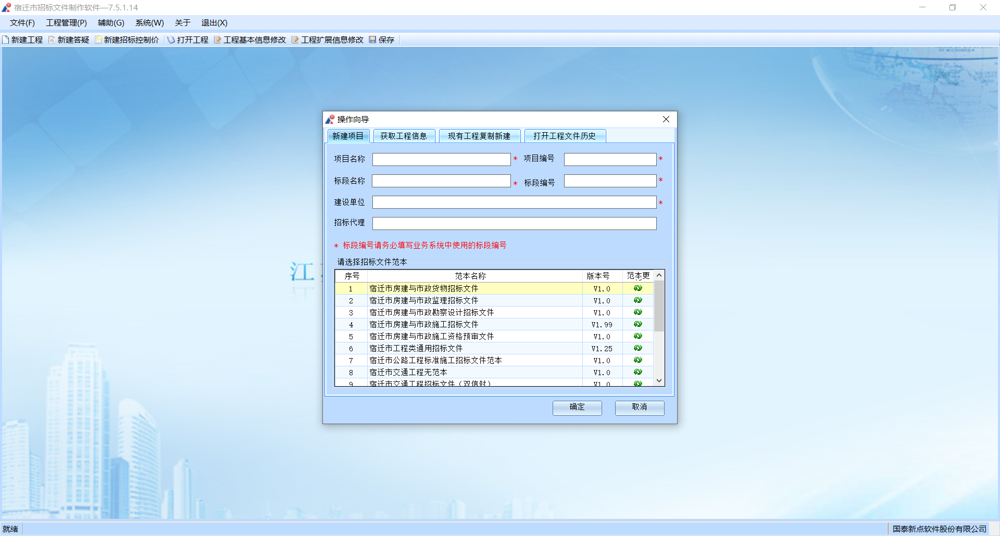 宿迁市招标文件制作软件—7.5.1.14
文件(F) 工程管理(P) 辅助(G) 系统(W) 关于 退出(X)
新建工程 新建答疑 新建招标控制价 打开工程 工程基本信息修改 工程扩展信息修改 保存
江
操作向导
新建项目 获取工程信息 现有工程复制新建 打开工程文件历史
项目名称 * 项目编号 *
标段名称 * 标段编号 *
建设单位 *
招标代理
* 标段编号请务必填写业务系统中使用的标段编号
请选择招标文件范本
序号 范本名称 版本号 范本更
1 宿迁市房建与市政货物招标文件 V1.0
2 宿迁市房建与市政监理招标文件 V1.0
3 宿迁市房建与市政勘察设计招标文件 V1.0
4 宿迁市房建与市政施工招标文件 V1.99
5 宿迁市房建与市政施工资格预审文件 V1.0
6 宿迁市工程类通用招标文件 V1.25
7 宿迁市公路工程标准施工招标文件范本 V1.0
8 宿迁市交通工程无范本 V1.0
9 宿迁市交通工程招标文件（双信封） V1.0
确定 取消
就绪 国泰新点软件股份有限公司